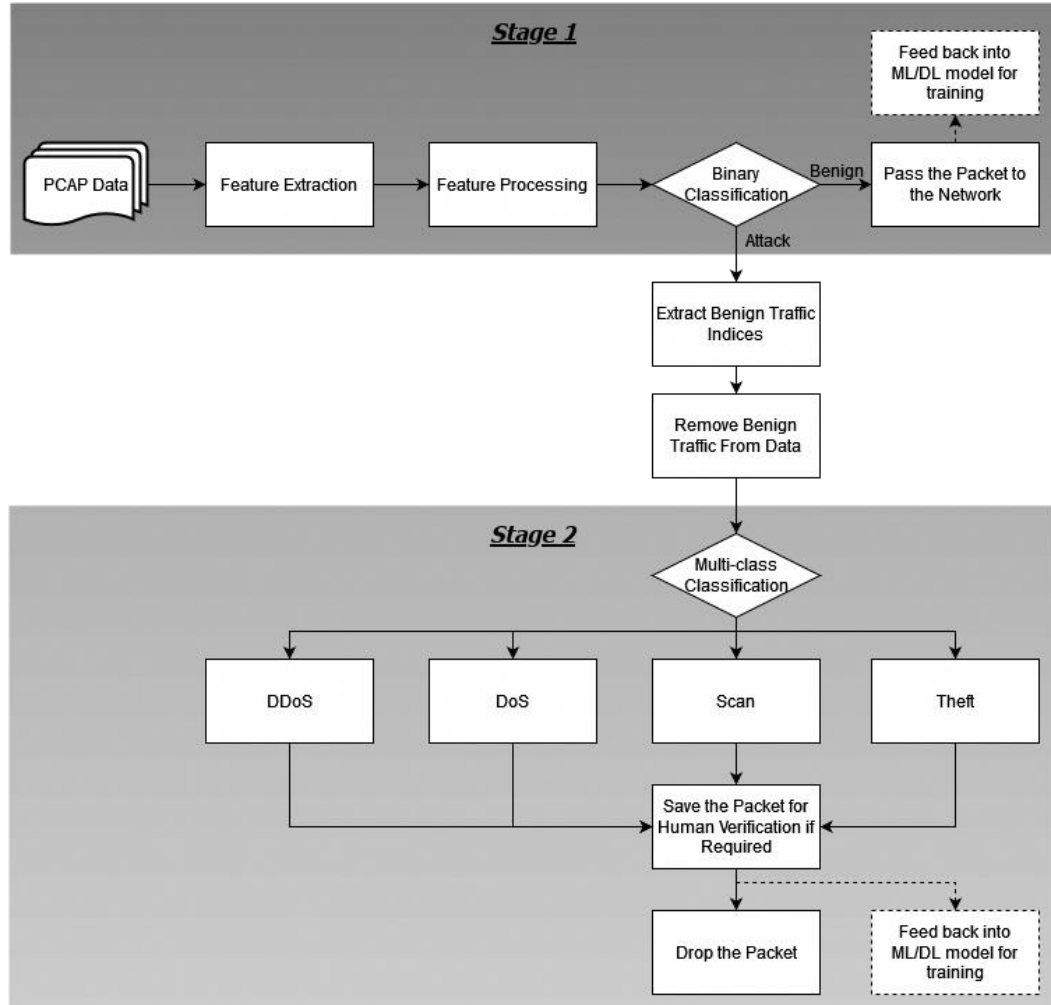 Stage 1
Feed back into
ML/DL model for
training
PCAP Data
Feature Extraction
Feature Processing
Binary
Classification
Benign
Pass the Packet to
the Network
Attack
Extract Benign Traffic
Indices
Remove Benign
Traffic From Data
Stage 2
Multi-class
Classification
DDoS
DoS
Scan
Theft
Save the Packet for
Human Verification if
Required
Drop the Packet
Feed back into
ML/DL model for
training